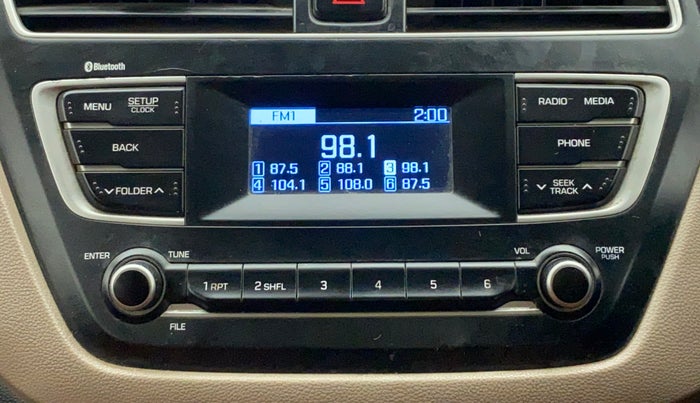 Bluetooth
MENU SETUP CLOCK
BACK
FOLDER
FM1 2:00
98.1
1 87.5 2 88.1 3 98.1
4 104.1 5 108.0 6 87.5
RADIO MEDIA
PHONE
SEEK TRACK
ENTER TUNE
FILE
1 RPT 2 SHFL 3 4 5 6
VOL POWER PUSH